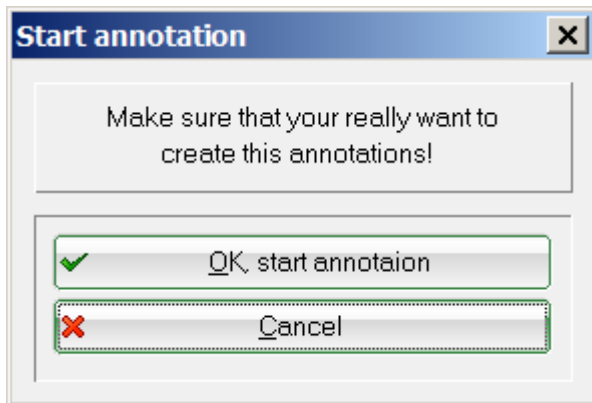 Start annotation
Make sure that your really want to
create this annotations!
OK, start annotaion
Cancel